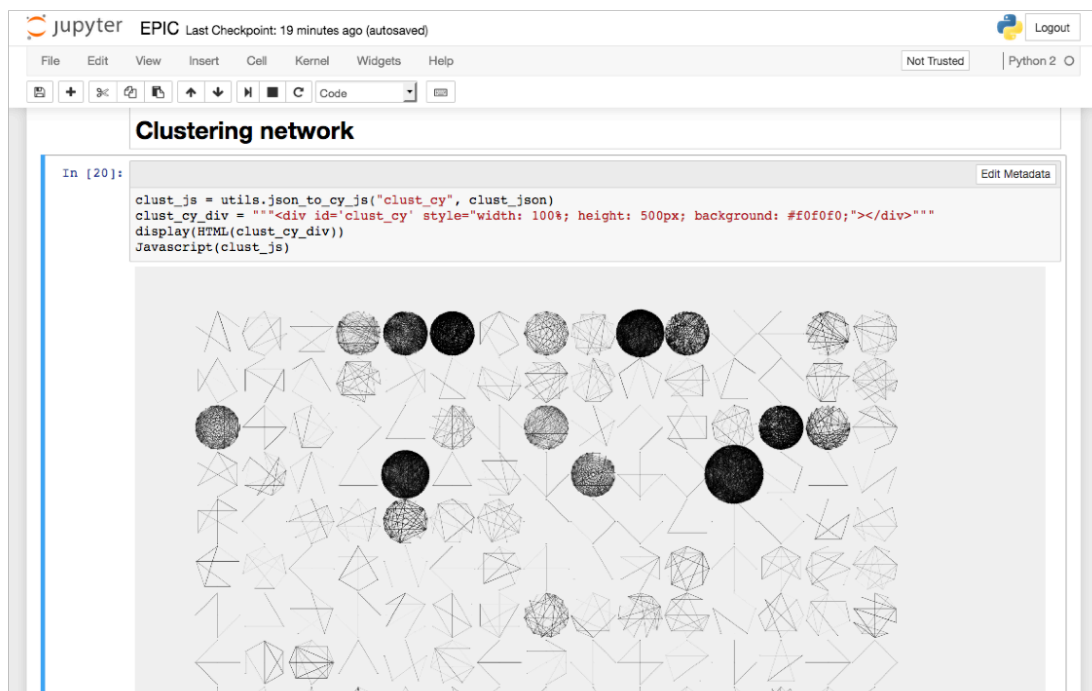 jupyter EPIC Last Checkpoint: 19 minutes ago (autosaved) Logout
File Edit View Insert Cell Kernel Widgets Help Not Trusted Python 2
Code
Clustering network
In [20]: Edit Metadata
clust_js = utils.json_to_cy_js("clust_cy", clust_json)
clust_cy_div = """<div id='clust_cy' style="width: 100%; height: 500px; background: #f0f0f0;"></div>"""
display(HTML(clust_cy_div))
Javascript(clust_js)